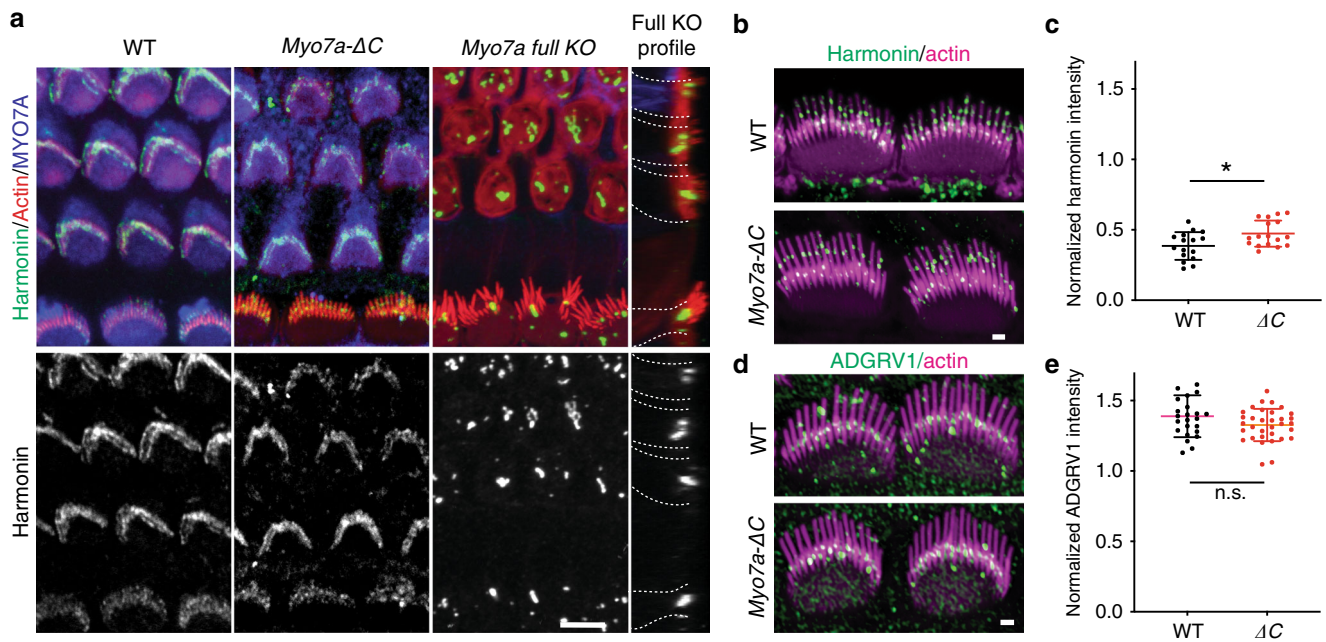 a
WT
Myo7a-ΔC
Myo7a full KO
Full KO
profile
Harmonin/Actin/MYO7A
Harmonin
b
Harmonin/actin
WT
Myo7a-ΔC
c
Normalized harmonin intensity
1.5
1.0
0.5
0.0
*
WT
ΔC
d
ADGRV1/actin
WT
Myo7a-ΔC
e
Normalized ADGRV1 intensity
1.5
1.0
1.5
0.0
n.s.
WT
ΔC